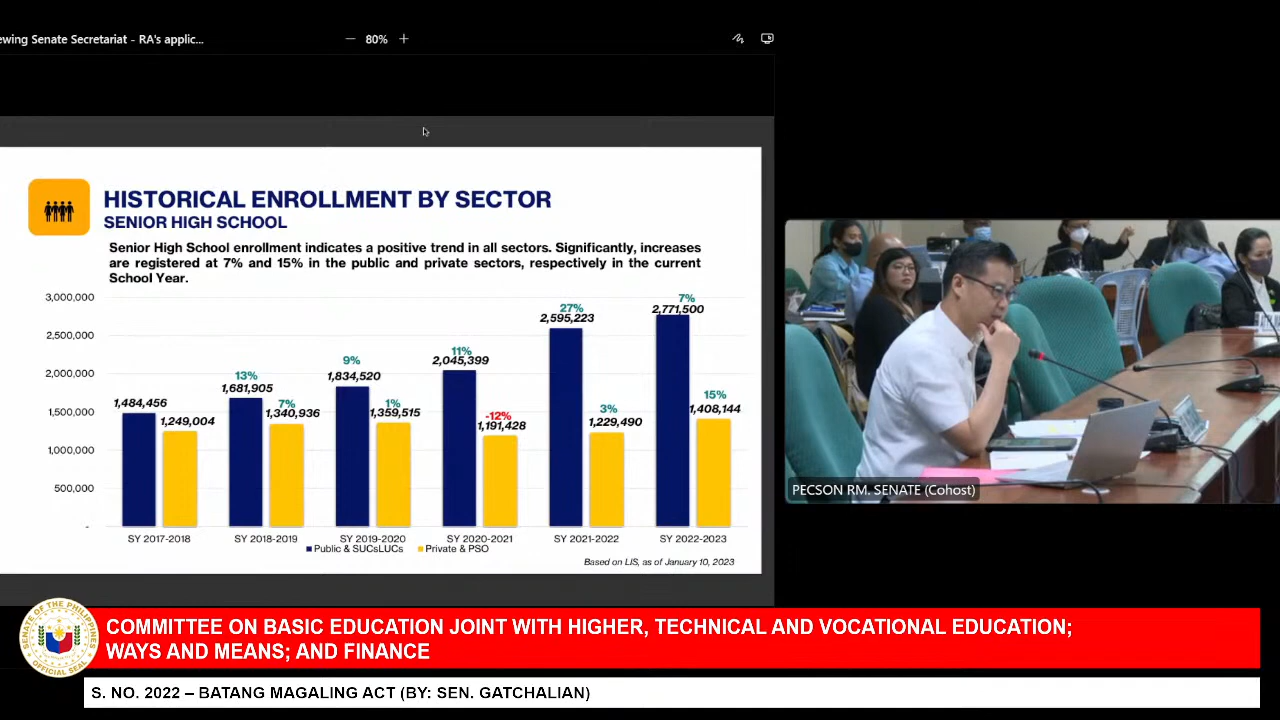 ewing Senate Secretariat - RA's applic...
80%
HISTORICAL ENROLLMENT BY SECTOR
SENIOR HIGH SCHOOL
Senior High School enrollment indicates a positive trend in all sectors. Significantly, increases
are registered at 7% and 15% in the public and private sectors, respectively in the current
School Year.
3,000,000
2,500,000
2,000,000
1,500,000
1,000,000
500,000
-
1,484,456
1,249,004
13%
1,681,905
7%
1,340,936
9%
1,834,520
1%
1,359,515
11%
2,045,399
-12%
1,191,428
27%
2,595,223
3%
1,229,490
7%
2,771,500
15%
1,408,144
SY 2017-2018 SY 2018-2019 SY 2019-2020 SY 2020-2021 SY 2021-2022 SY 2022-2023
Public & SUCsLUCs Private & PSO
Based on LIS, as of January 10, 2023
PECSON RM. SENATE (Cohost)
SENATE OF THE PHILIPPINES
OFFICIAL SEAL
COMMITTEE ON BASIC EDUCATION JOINT WITH HIGHER, TECHNICAL AND VOCATIONAL EDUCATION;
WAYS AND MEANS; AND FINANCE
S. NO. 2022 – BATANG MAGALING ACT (BY: SEN. GATCHALIAN)